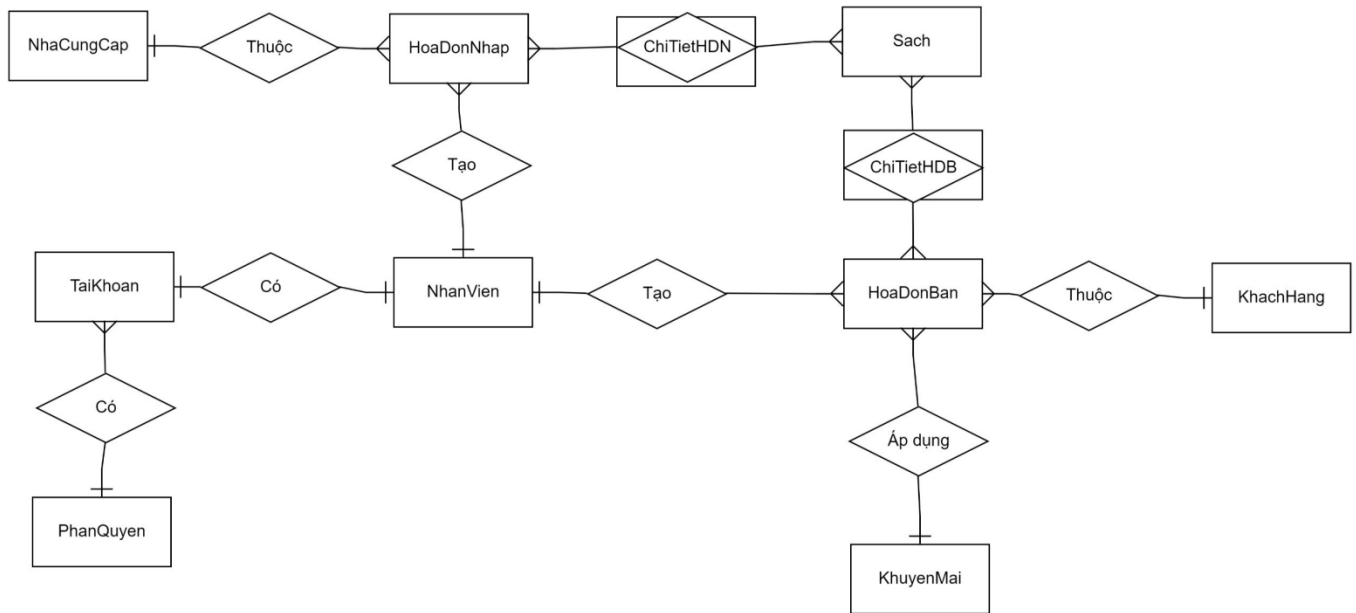 NhaCungCap
Thuộc
HoaDonNhap
ChiTietHDN
Sach
Tạo
ChiTietHDB
TaiKhoan
Có
NhanVien
Tạo
HoaDonBan
Thuộc
KhachHang
Có
Áp dụng
PhanQuyen
KhuyenMai